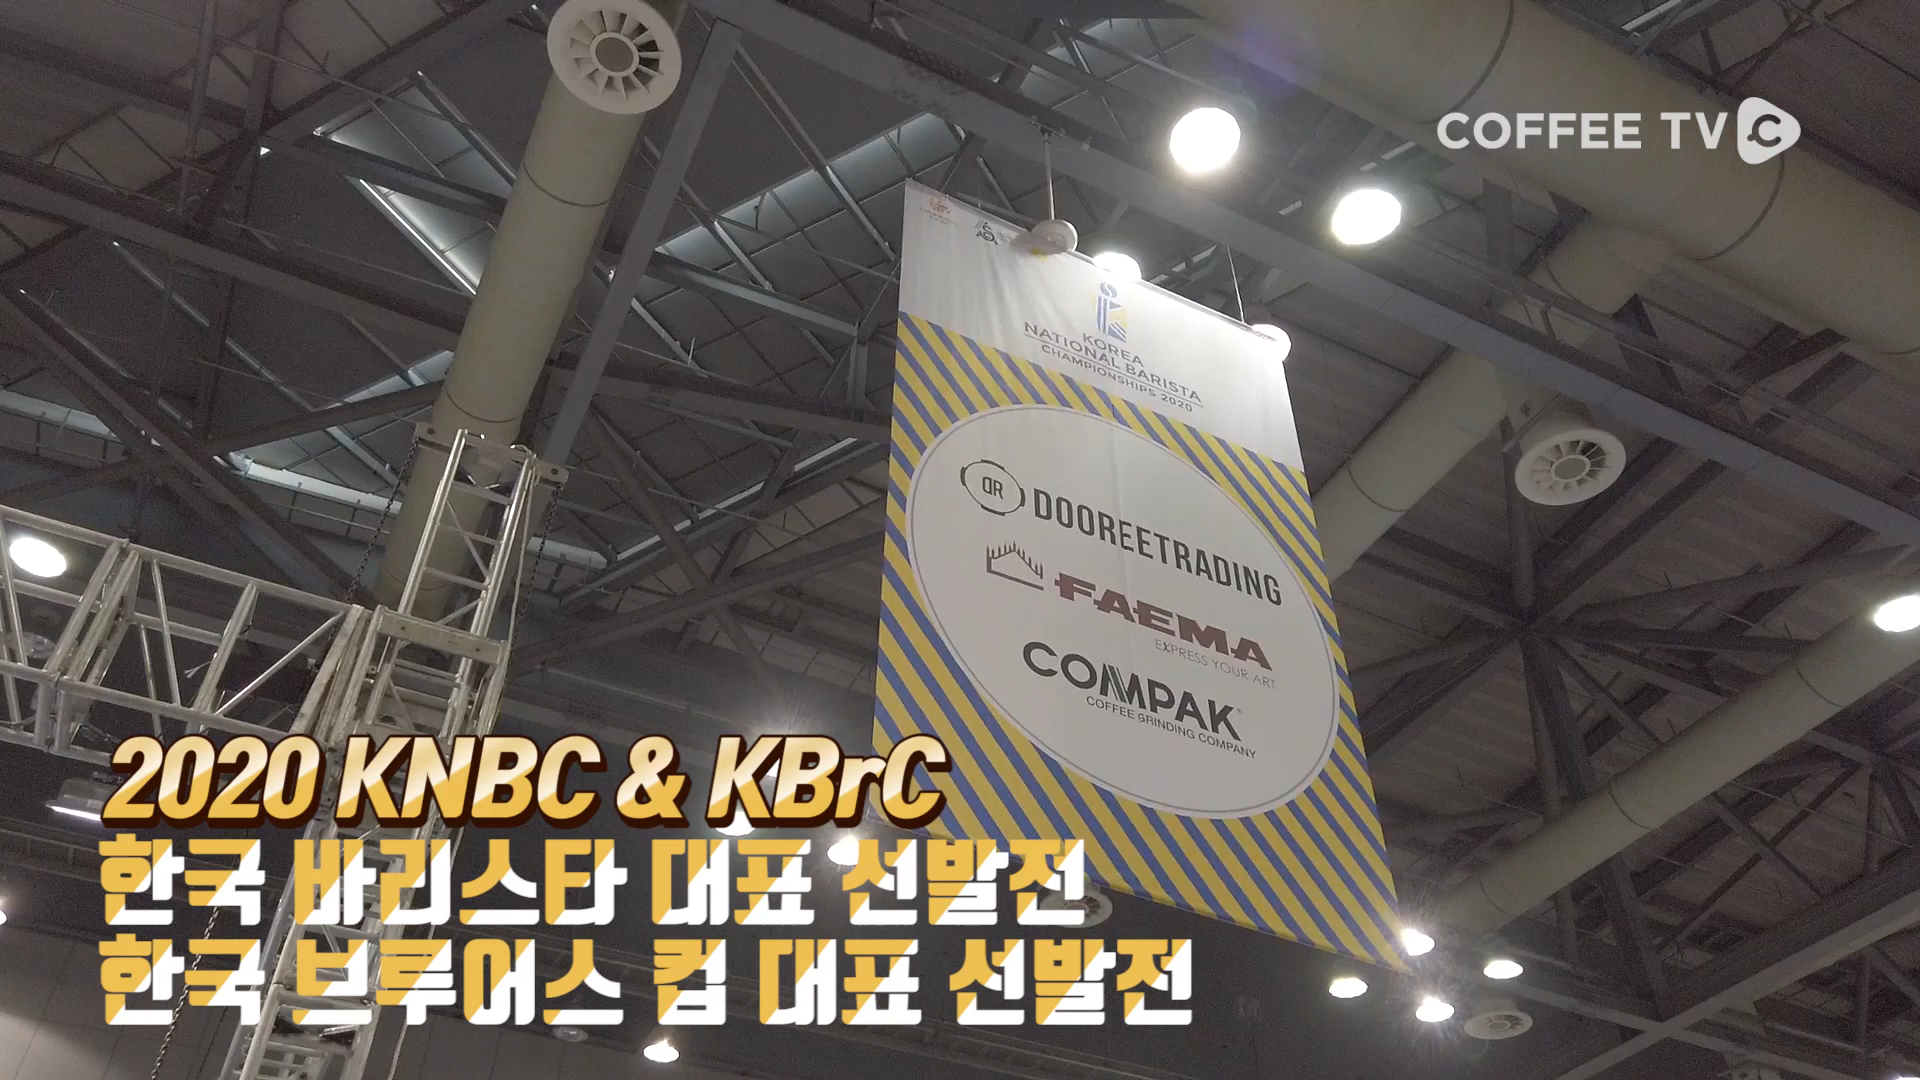 COFFEE TV
KOREA
NATIONAL BARISTA
CHAMPIONSHIPS 2020
DR DOOREETRADING
FAEMA
EXPRESS YOUR ART
COMPAK
COFFEE GRINDING COMPANY
2020 KNBC & KBrC
한국 바리스타 대표 선발전
한국 브루어스 컵 대표 선발전